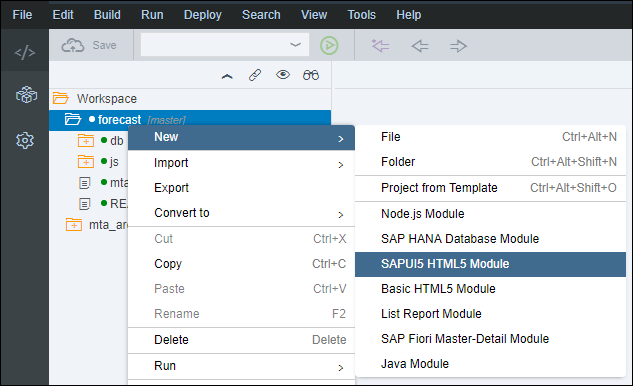 File Edit Build Run Deploy Search View Tools Help
</> Save
Workspace
forecast [master]
db
js
mta
RE
mta_ar
New
Import
Export
Convert to
Cut Ctrl+X
Copy Ctrl+C
Paste Ctrl+V
Rename F2
Delete Delete
Run
File Ctrl+Alt+N
Folder Ctrl+Alt+Shift+N
Project from Template Ctrl+Alt+Shift+O
Node.js Module
SAP HANA Database Module
SAPUI5 HTML5 Module
Basic HTML5 Module
List Report Module
SAP Fiori Master-Detail Module
Java Module